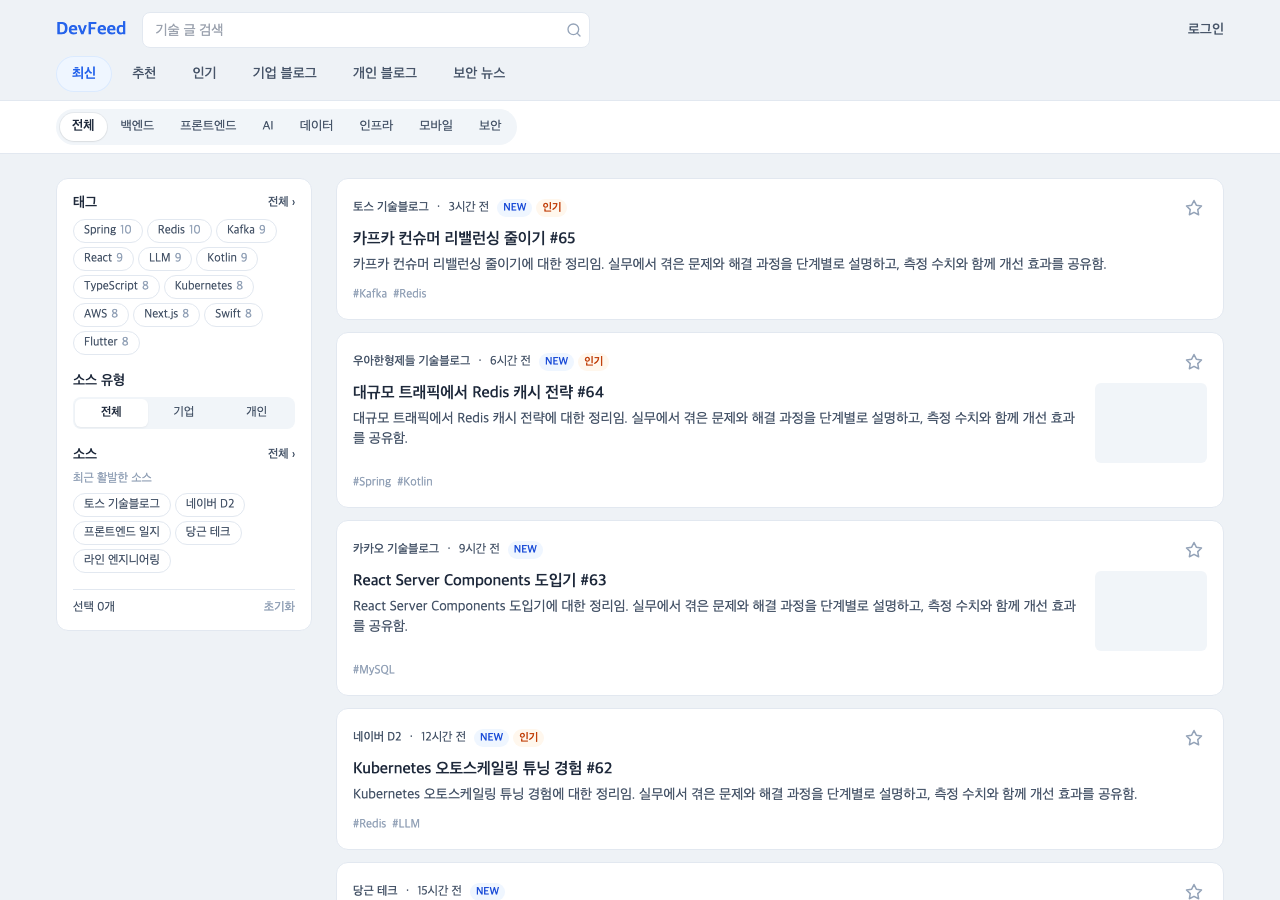 DevFeed
기술 글 검색
로그인
최신 추천 인기 기업 블로그 개인 블로그 보안 뉴스
전체 백엔드 프론트엔드 AI 데이터 인프라 모바일 보안
태그 전체 ›
Spring 10 Redis 10 Kafka 9
React 9 LLM 9 Kotlin 9
TypeScript 8 Kubernetes 8
AWS 8 Next.js 8 Swift 8
Flutter 8
소스 유형
전체 기업 개인
소스 전체 ›
최근 활발한 소스
토스 기술블로그 네이버 D2
프론트엔드 일지 당근 테크
라인 엔지니어링
선택 0개 초기화
토스 기술블로그 · 3시간 전 NEW 인기
카프카 컨슈머 리밸런싱 줄이기 #65
카프카 컨슈머 리밸런싱 줄이기에 대한 정리임. 실무에서 겪은 문제와 해결 과정을 단계별로 설명하고, 측정 수치와 함께 개선 효과를 공유함.
#Kafka #Redis
우아한형제들 기술블로그 · 6시간 전 NEW 인기
대규모 트래픽에서 Redis 캐시 전략 #64
대규모 트래픽에서 Redis 캐시 전략에 대한 정리임. 실무에서 겪은 문제와 해결 과정을 단계별로 설명하고, 측정 수치와 함께 개선 효과
를 공유함.
#Spring #Kotlin
카카오 기술블로그 · 9시간 전 NEW
React Server Components 도입기 #63
React Server Components 도입기에 대한 정리임. 실무에서 겪은 문제와 해결 과정을 단계별로 설명하고, 측정 수치와 함께 개선 효과
를 공유함.
#MySQL
네이버 D2 · 12시간 전 NEW 인기
Kubernetes 오토스케일링 튜닝 경험 #62
Kubernetes 오토스케일링 튜닝 경험에 대한 정리임. 실무에서 겪은 문제와 해결 과정을 단계별로 설명하고, 측정 수치와 함께 개선 효과를 공유함.
#Redis #LLM
당근 테크 · 15시간 전 NEW